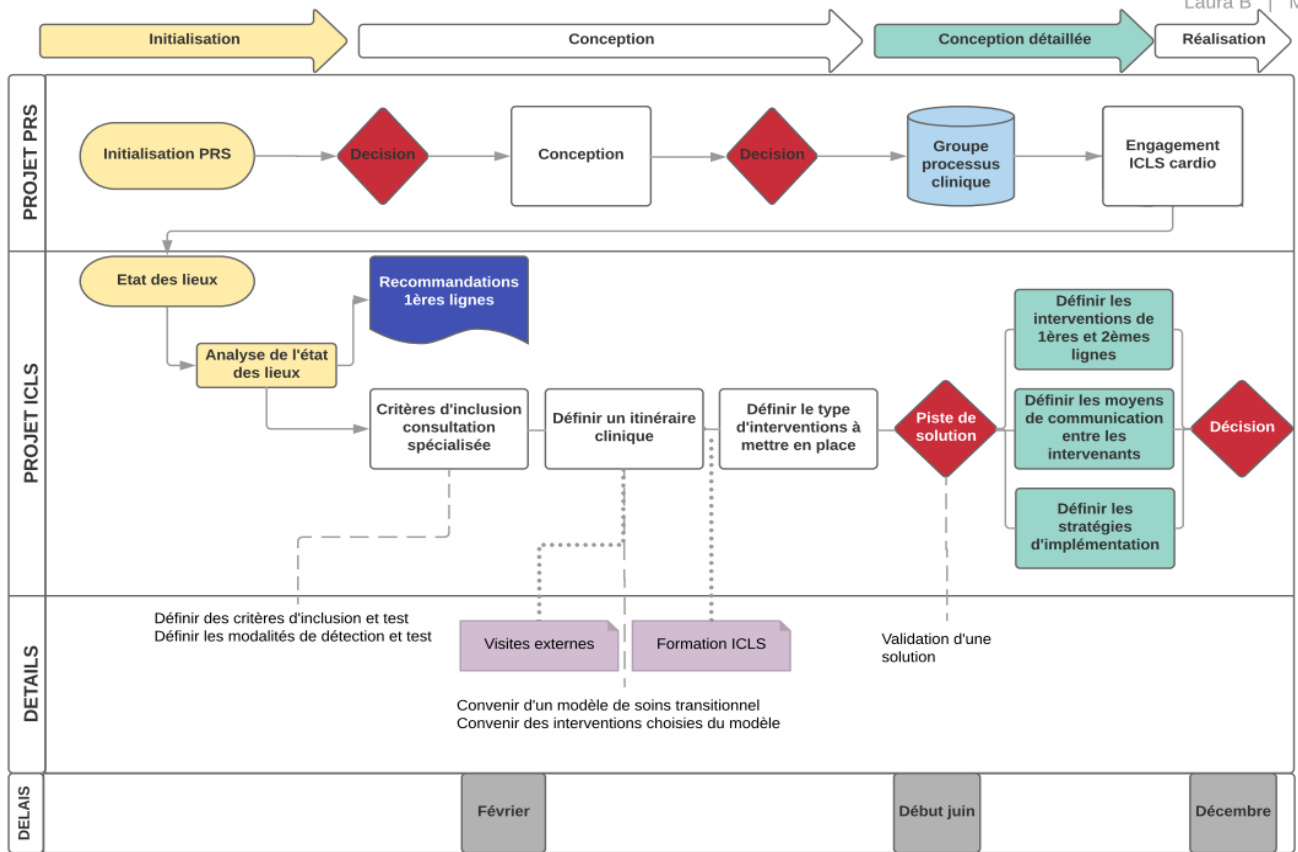 Laura B | M
Initialisation
Conception
Conception détaillée
Réalisation
PROJET PRS
Initialisation PRS
Decision
Conception
Decision
Groupe
processus
clinique
Engagement
ICLS cardio
PROJET ICLS
Etat des lieux
Recommandations
1ères lignes
Analyse de l'état
des lieux
Critères d'inclusion
consultation
spécialisée
Définir un itinéraire
clinique
Définir le type
d'interventions à
mettre en place
Piste de
solution
Définir les
interventions de
1ères et 2èmes
lignes
Définir les moyens
de communication
entre les
intervenants
Définir les
stratégies
d'implémentation
Décision
DETAILS
Définir des critères d'inclusion et test
Définir les modalités de détection et test
Visites externes
Formation ICLS
Convenir d'un modèle de soins transitionnel
Convenir des interventions choisies du modèle
Validation d'une
solution
DELAIS
Février
Début juin
Décembre